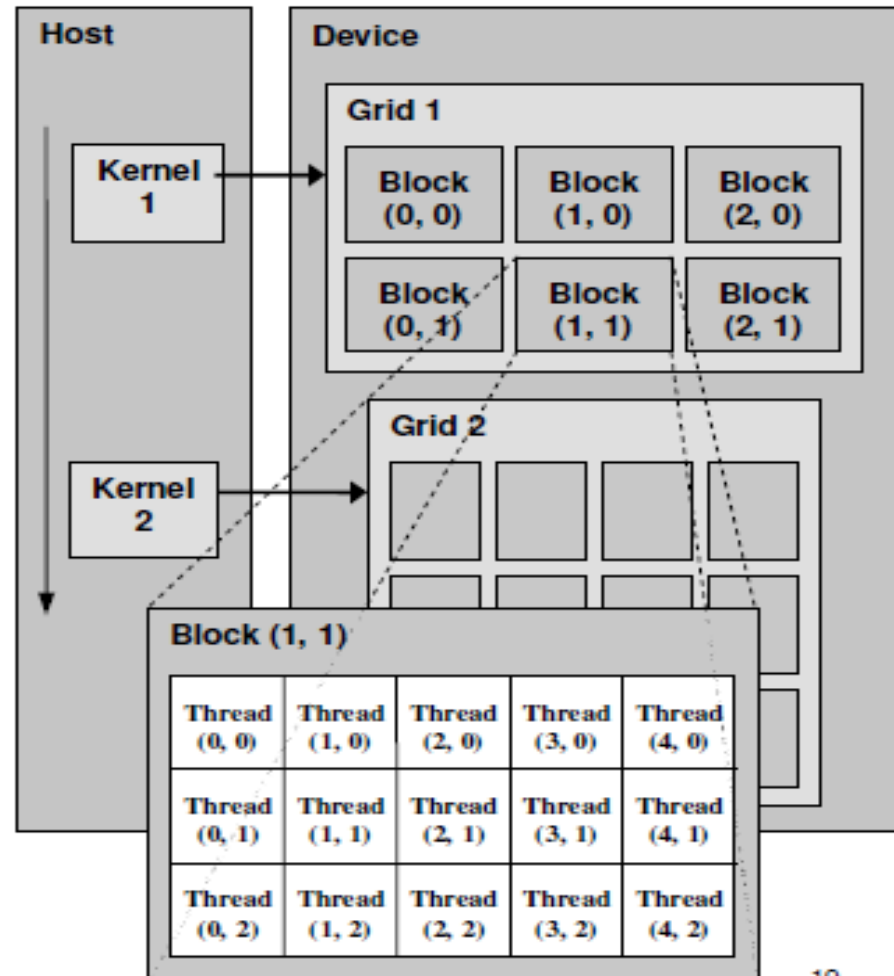 Host
Device
Grid 1
Kernel
1
Block
(0, 0)
Block
(1, 0)
Block
(2, 0)
Block
(0, 1)
Block
(1, 1)
Block
(2, 1)
Grid 2
Kernel
2
Block (1, 1)
Thread
(0, 0)
Thread
(1, 0)
Thread
(2, 0)
Thread
(3, 0)
Thread
(4, 0)
Thread
(0, 1)
Thread
(1, 1)
Thread
(2, 1)
Thread
(3, 1)
Thread
(4, 1)
Thread
(0, 2)
Thread
(1, 2)
Thread
(2, 2)
Thread
(3, 2)
Thread
(4, 2)